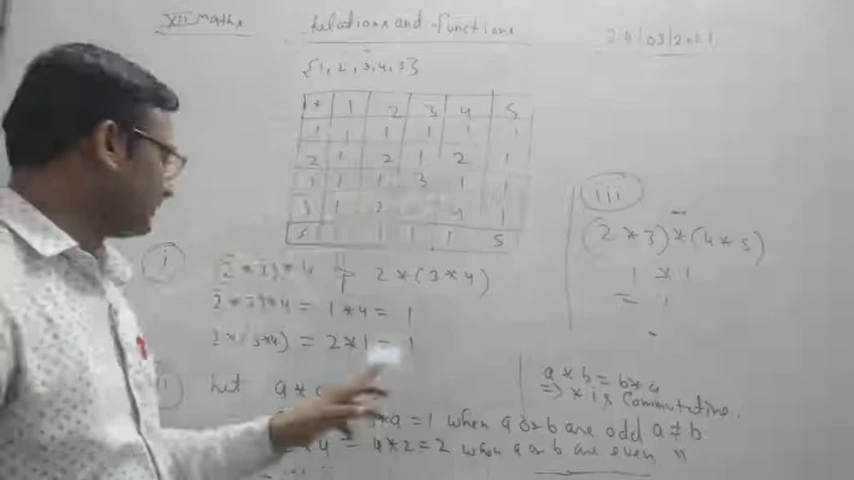 XII Maths
Relations and functions
24/03/2021
{1, 2, 3, 4, 5}
* 1 2 3 4 5
1 1 1 1 1 1
2 1 2 1 2 1
1 1 3 1 1
1 2 4 1
1 1 1 1 5
i
2 * 3) * 4 2 * (3 * 4)
2 * 3) * 4 = 1 * 4 = 1
2 * (3 * 4) = 2 * 1 = 1
Let a *
* a = 1 when a or b are odd a ≠ b
* 4 = 4 * 2 = 2 when a or b are even "
a * b = b * a
=> * is Commutative.
iii
(2 * 3) * (4 * 5)
1 * 1
= 1